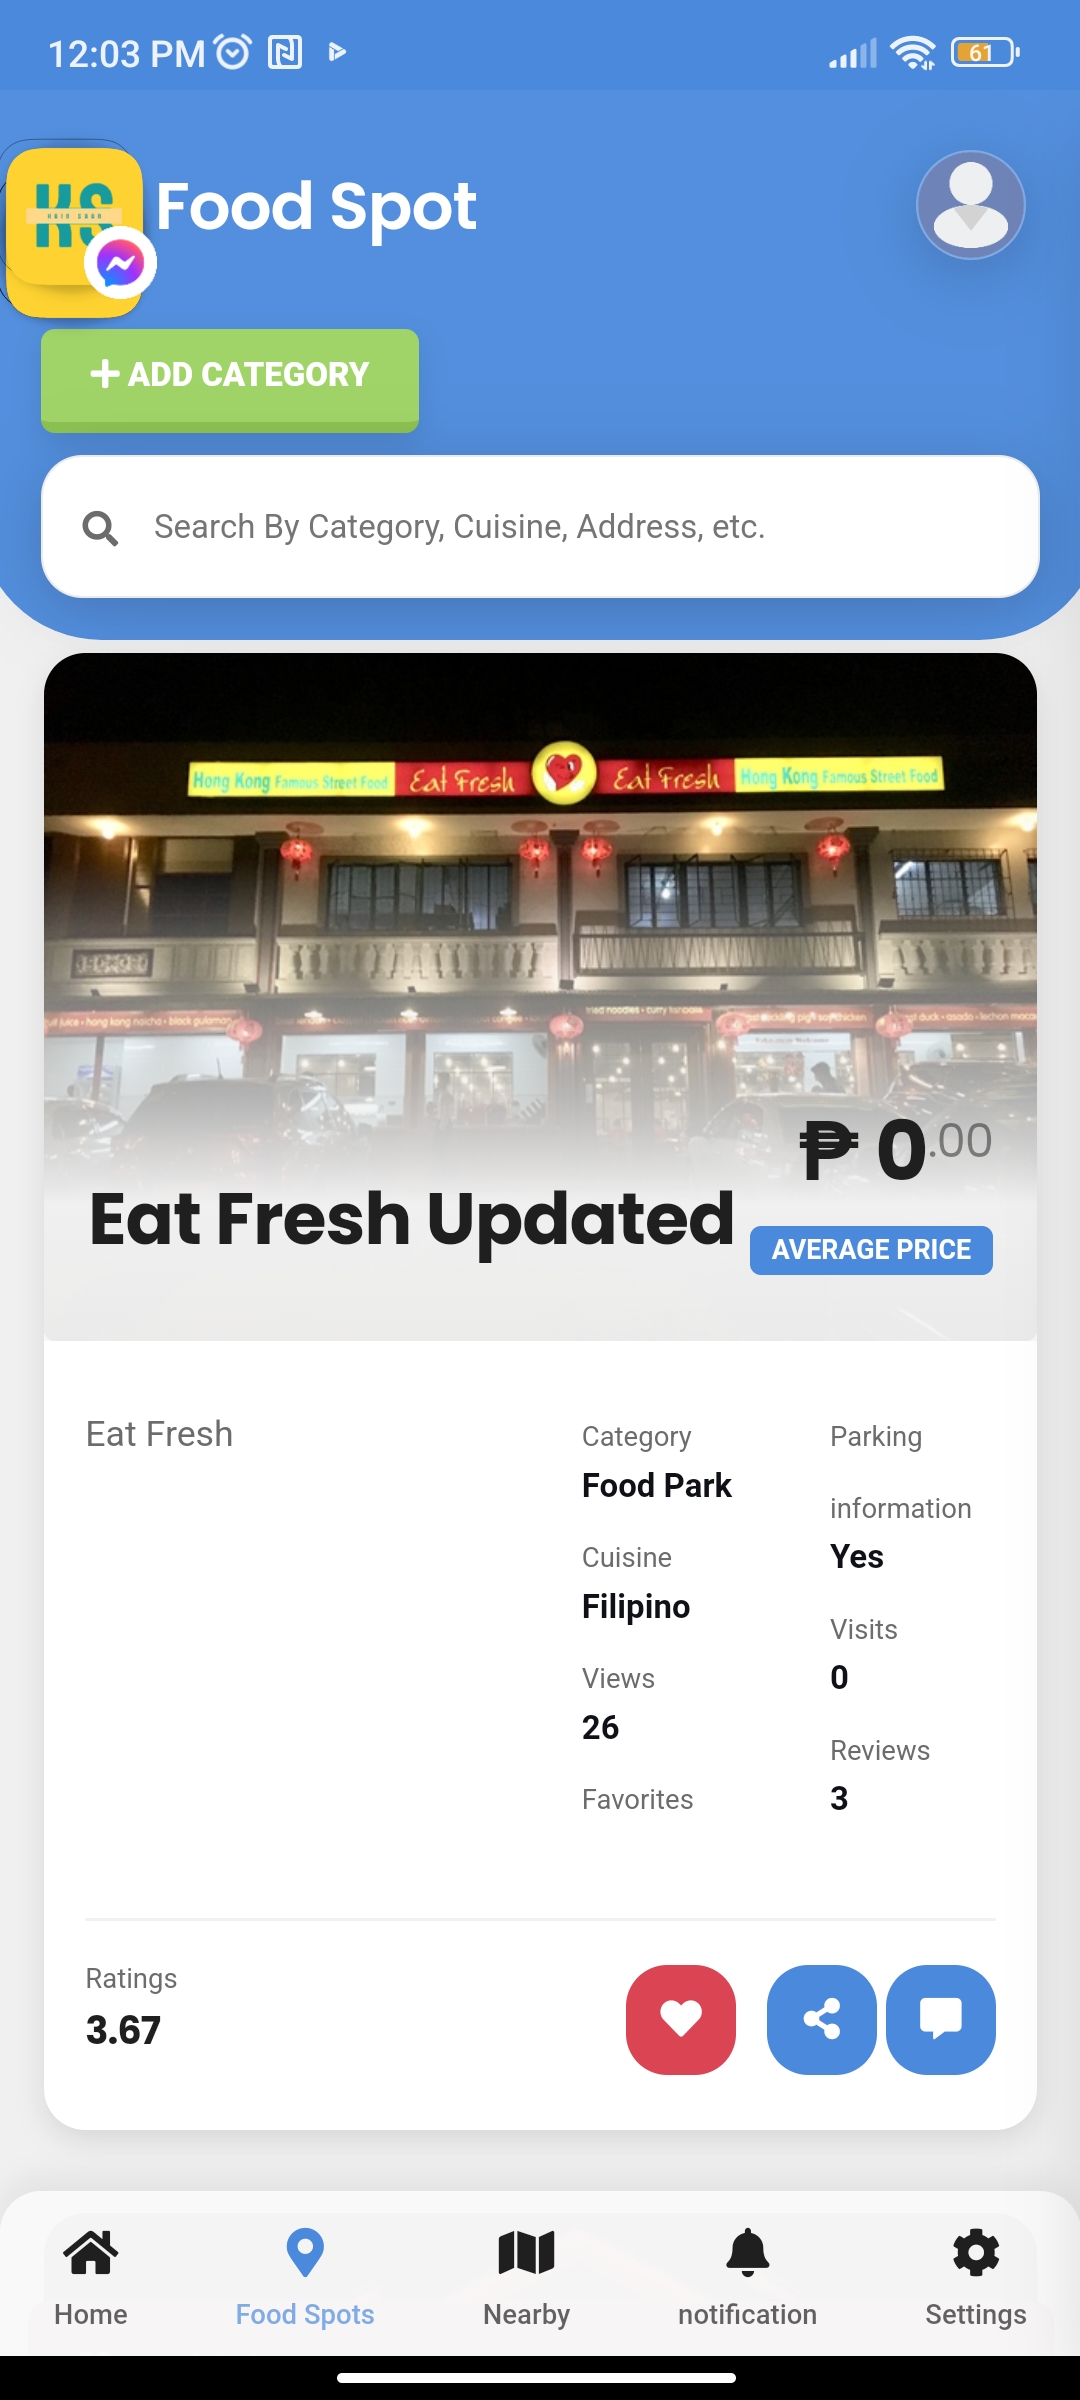 12:03 PM
61
KS
HAIR SABO
Food Spot
ADD CATEGORY
Search By Category, Cuisine, Address, etc.
Hong Kong Famous Street Food Eat Fresh Eat Fresh Hong Kong Famous Street Food
₱ 0.00
Eat Fresh Updated
AVERAGE PRICE
Eat Fresh
Category
Food Park
Cuisine
Filipino
Views
26
Favorites
Parking
information
Yes
Visits
0
Reviews
3
Ratings
3.67
Home
Food Spots
Nearby
notification
Settings